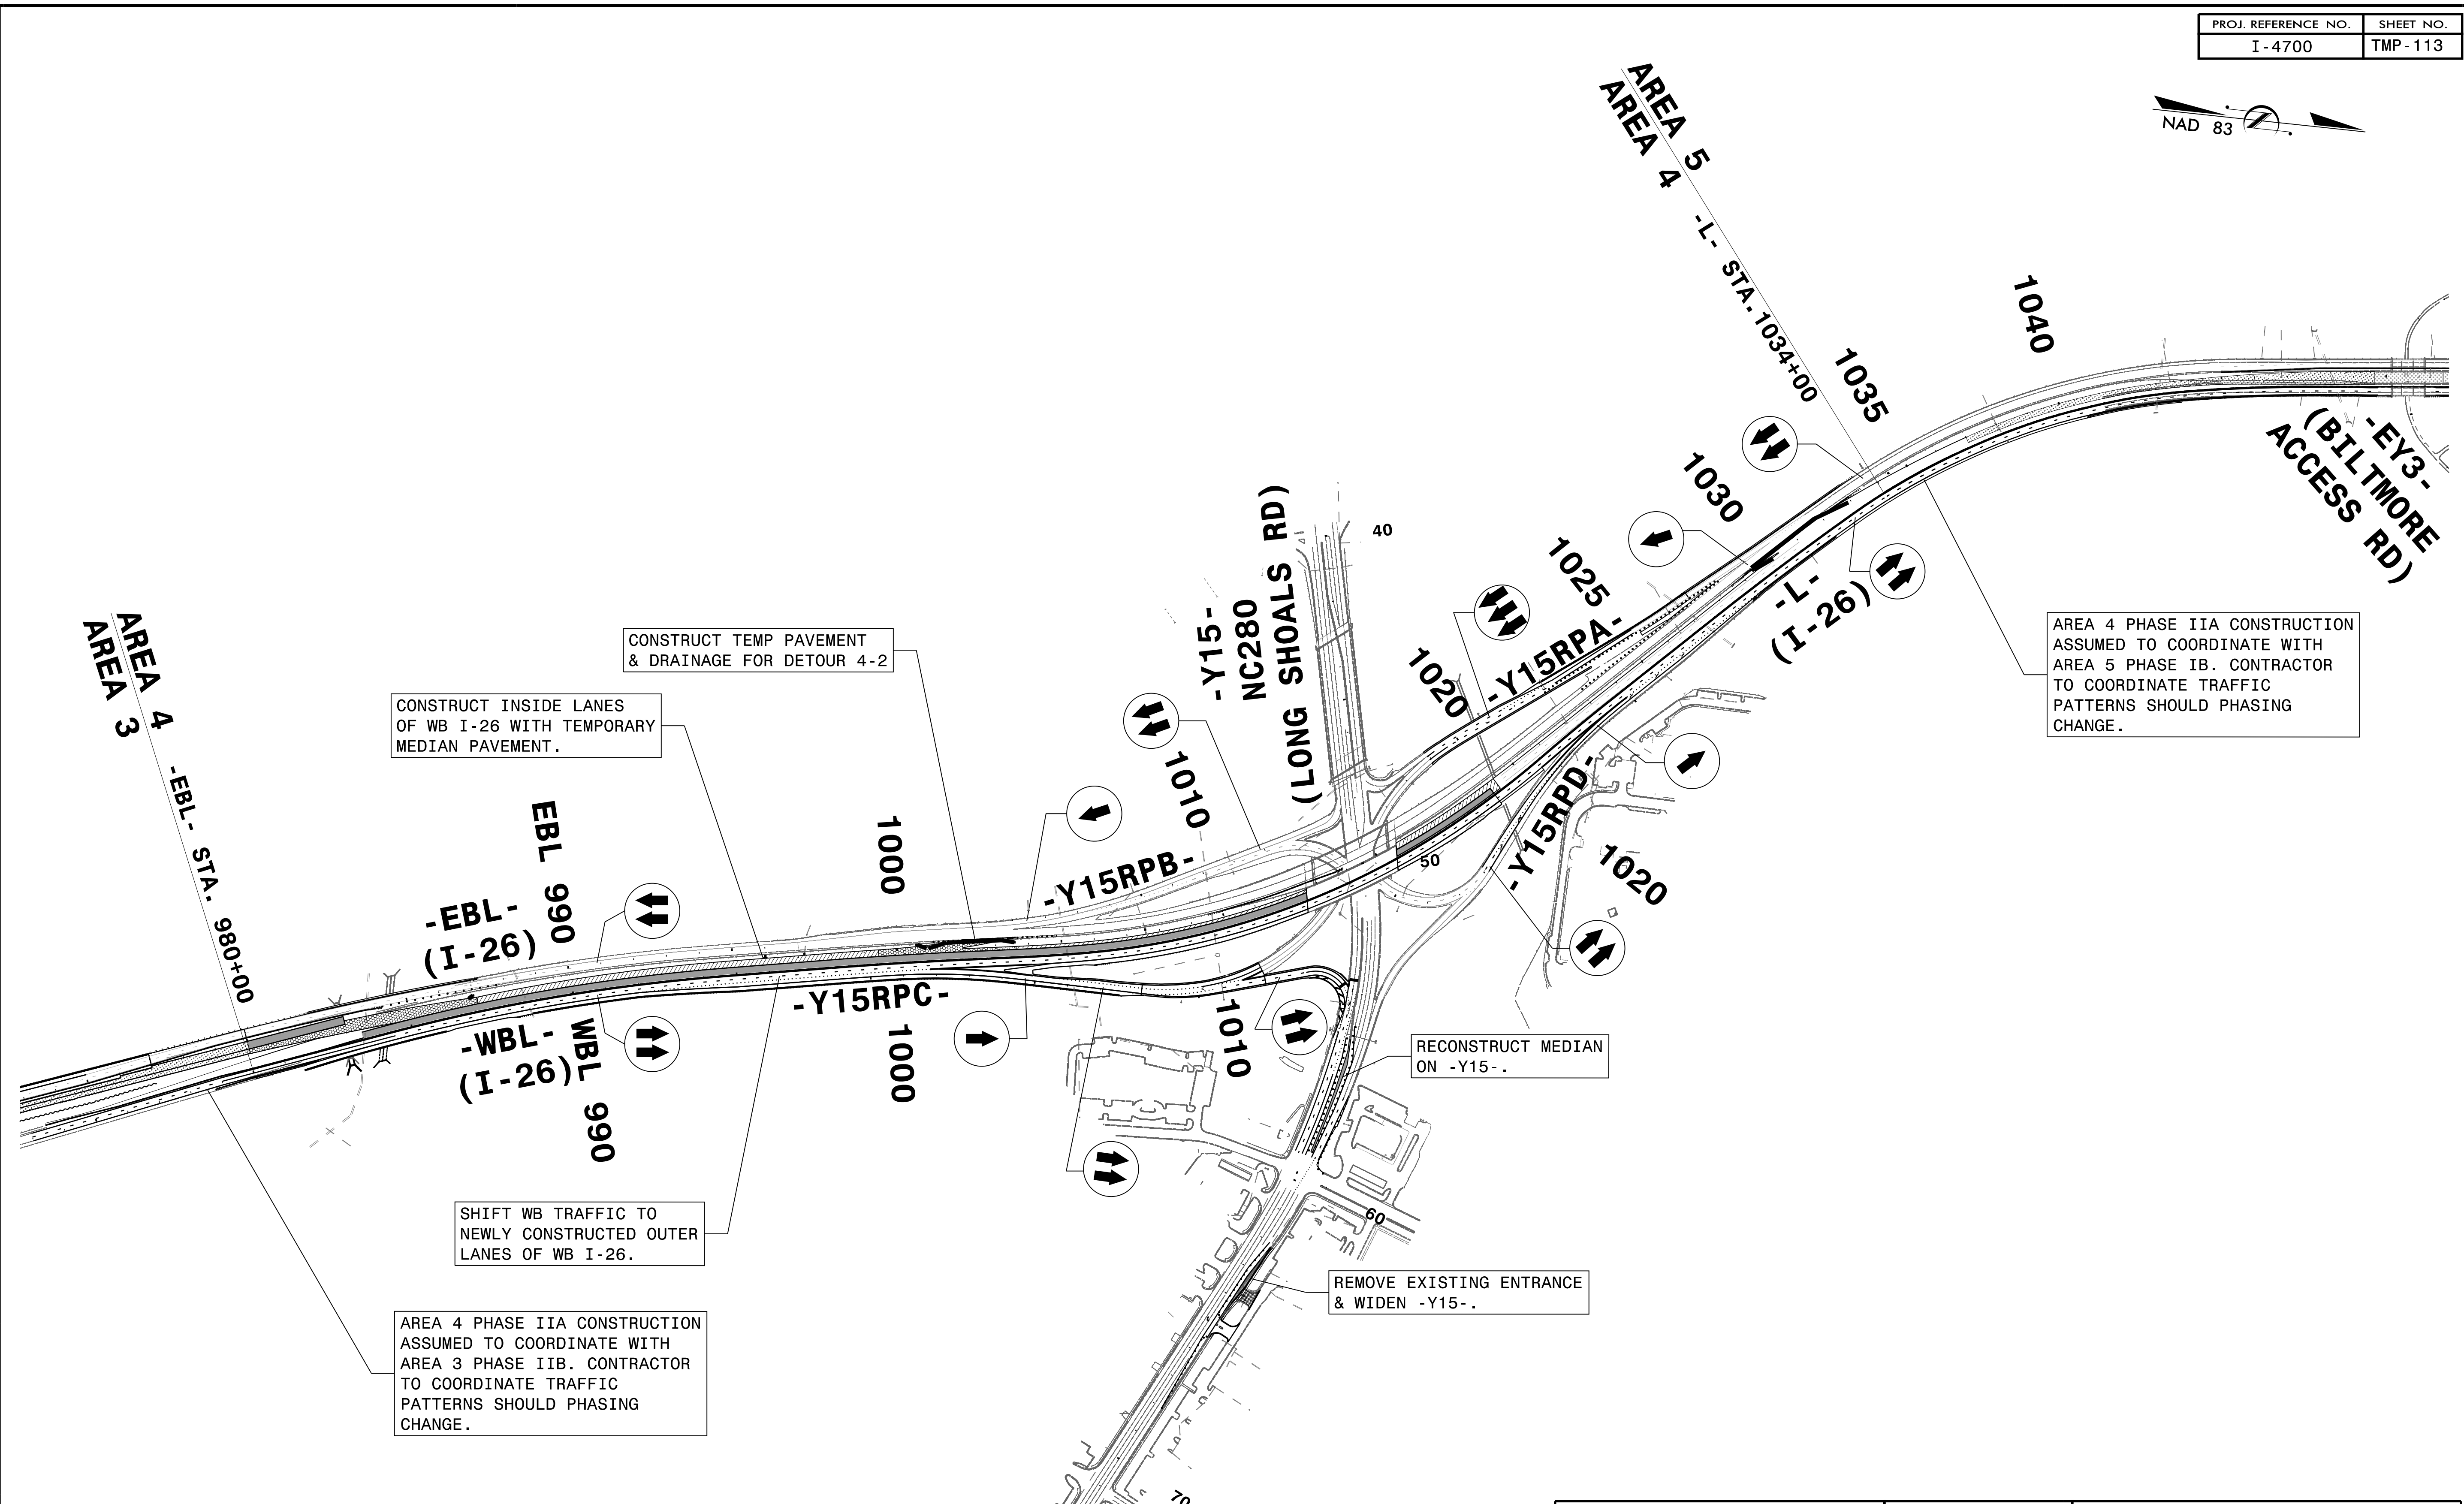 PROJ. REFERENCE NO.
SHEET NO.
I-4700
TMP-113
NAD 83
AREA 5
AREA 4
-L- STA.1034+00
1040
1035
1030
1025
1020
-EY3-
(BILTMORE
ACCESS RD)
-L-
(I-26)
AREA 4 PHASE IIA CONSTRUCTION
ASSUMED TO COORDINATE WITH
AREA 5 PHASE IB. CONTRACTOR
TO COORDINATE TRAFFIC
PATTERNS SHOULD PHASING
CHANGE.
40
-Y15-
NC280
(LONG SHOALS RD)
-Y15RPA-
CONSTRUCT TEMP PAVEMENT
& DRAINAGE FOR DETOUR 4-2
CONSTRUCT INSIDE LANES
OF WB I-26 WITH TEMPORARY
MEDIAN PAVEMENT.
AREA 4
AREA 3
-EBL- STA. 980+00
EBL 990
-EBL-
(I-26)
1000
1010
-Y15RPB-
50
-Y15RPD-
1020
-Y15RPC-
-WBL-
(I-26)
WBL 990
1000
1010
RECONSTRUCT MEDIAN
ON -Y15-.
SHIFT WB TRAFFIC TO
NEWLY CONSTRUCTED OUTER
LANES OF WB I-26.
60
REMOVE EXISTING ENTRANCE
& WIDEN -Y15-.
AREA 4 PHASE IIA CONSTRUCTION
ASSUMED TO COORDINATE WITH
AREA 3 PHASE IIB. CONTRACTOR
TO COORDINATE TRAFFIC
PATTERNS SHOULD PHASING
CHANGE.
70